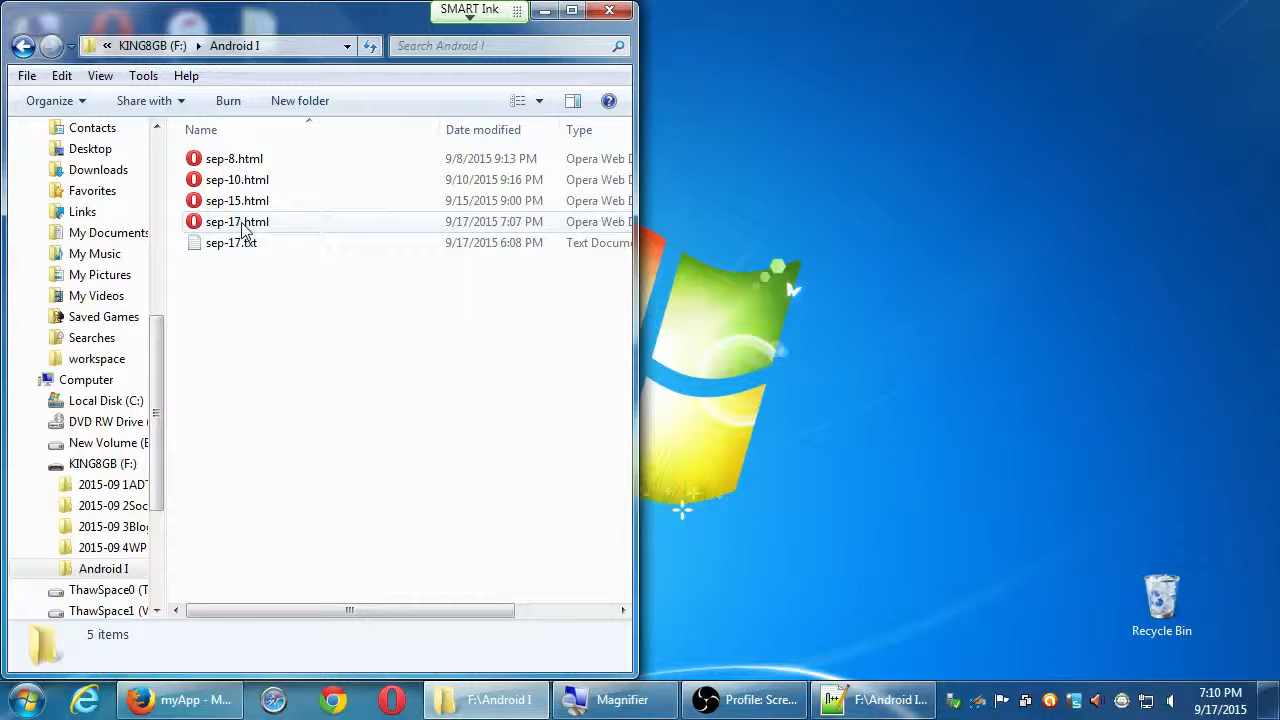 SMART Ink
« KING8GB (F:) Android I
Search Android I
File Edit View Tools Help
Organize Share with Burn New folder
Name Date modified Type
Contacts
Desktop
Downloads
Favorites
Links
My Documents
My Music
My Pictures
My Videos
Saved Games
Searches
workspace
Computer
Local Disk (C:)
DVD RW Drive (
New Volume (E
KING8GB (F:)
2015-09 1AD
2015-09 2Soc
2015-09 3Blo
2015-09 4WP
Android I
ThawSpace0 (T
ThawSpace1 (V
sep-8.html 9/8/2015 9:13 PM Opera Web D
sep-10.html 9/10/2015 9:16 PM Opera Web D
sep-15.html 9/15/2015 9:00 PM Opera Web D
sep-17.html 9/17/2015 7:07 PM Opera Web D
sep-17.txt 9/17/2015 6:08 PM Text Docum
5 items
Recycle Bin
myApp - M...
F:\Android I
Magnifier
Profile: Scre...
F:\Android I...
7:10 PM
9/17/2015